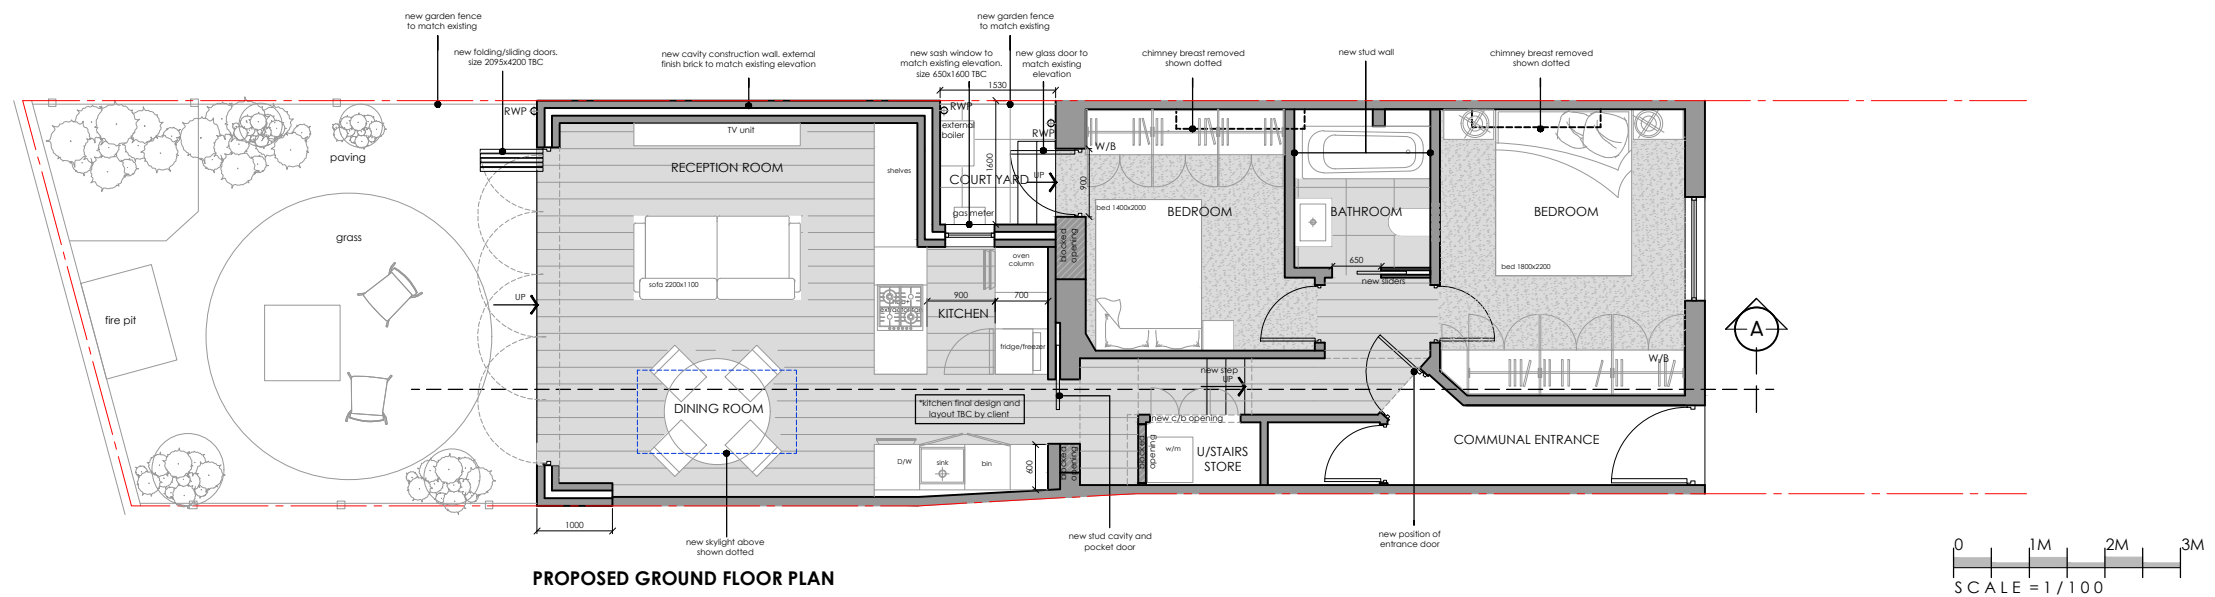 new garden fence
to match existing
new folding/sliding doors.
size 2095x4200 TBC
new cavity construction wall. external
finish brick to match existing elevation
new sash window to
match existing elevation.
size 650x1600 TBC
new garden fence
to match existing
new glass door to
match existing
elevation
chimney breast removed
shown dotted
new stud wall
chimney breast removed
shown dotted
1530
RWP
RWP
RWP
paving
TV unit
RECEPTION ROOM
shelves
external
boiler
1600
COURT YARD
UP
gas meter
W/B
900
bed 1400x2000
BEDROOM
BATHROOM
BEDROOM
bed 1800x2200
grass
blocked
opening
oven
column
650
new sliders
sofa 2200x1100
UP
fire pit
900
700
KITCHEN
fridge/freezer
A
W/B
new step
UP
DINING ROOM
*kitchen final design and
layout TBC by client
new c/b opening
COMMUNAL ENTRANCE
D/W
sink
bin
600
blocked
opening
blocked
opening
w/m
U/STAIRS
STORE
1000
new skylight above
shown dotted
new stud cavity and
pocket door
new position of
entrance door
PROPOSED GROUND FLOOR PLAN
0 1M 2M 3M
SCALE =1/100